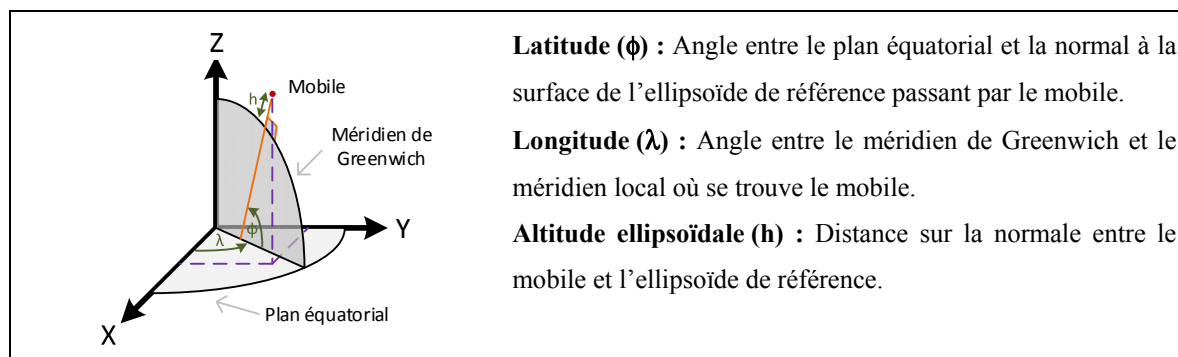 Z
Mobile
h
Méridien de
Greenwich
Y
λ
ϕ
X
Plan équatorial
Latitude (ϕ) : Angle entre le plan équatorial et la normal à la
surface de l’ellipsoïde de référence passant par le mobile.
Longitude (λ) : Angle entre le méridien de Greenwich et le
méridien local où se trouve le mobile.
Altitude ellipsoïdale (h) : Distance sur la normale entre le
mobile et l’ellipsoïde de référence.